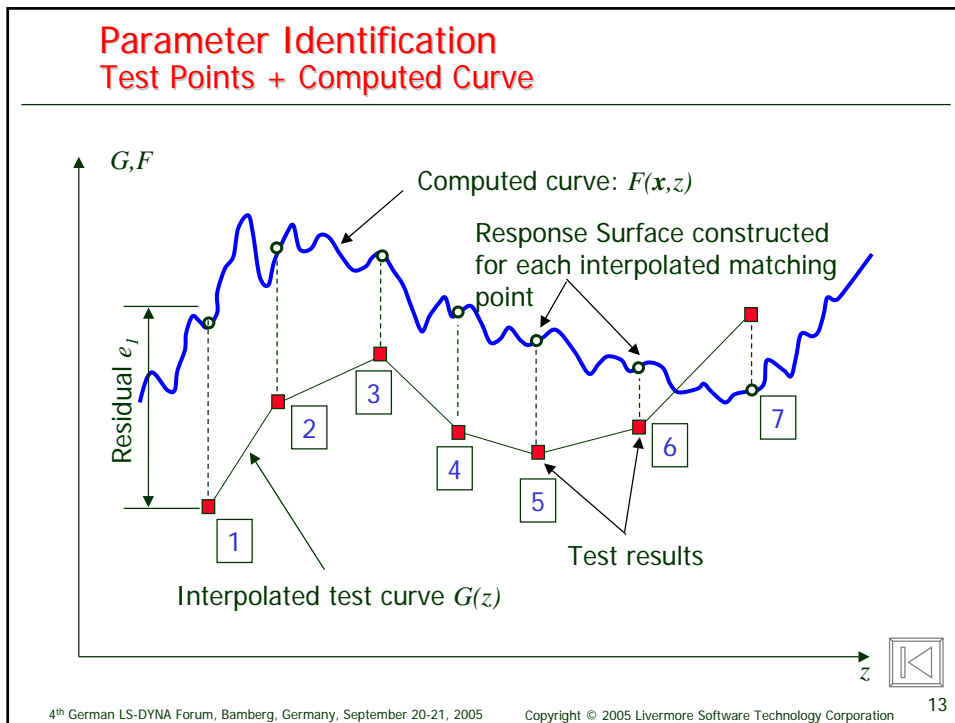 Parameter Identification
Test Points + Computed Curve
G,F
Computed curve: F(x,z)
Response Surface constructed
for each interpolated matching
point
Residual e1
1
2
3
4
5
6
7
Test results
Interpolated test curve G(z)
z
13
4th German LS-DYNA Forum, Bamberg, Germany, September 20-21, 2005
Copyright © 2005 Livermore Software Technology Corporation